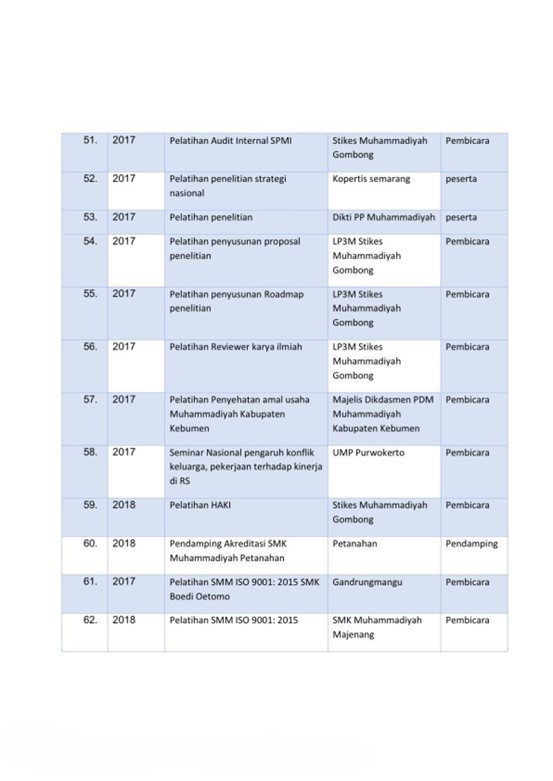 51. 2017 Pelatihan Audit Internal SPMI Stikes Muhammadiyah Pembicara
Gombong
52. 2017 Pelatihan penelitian strategi Kopertis semarang peserta
nasional
53. 2017 Pelatihan penelitian Dikti PP Muhammadiyah peserta
54. 2017 Pelatihan penyusunan proposal LP3M Stikes Pembicara
penelitian Muhammadiyah
Gombong
55. 2017 Pelatihan penyusunan Roadmap LP3M Stikes Pembicara
penelitian Muhammadiyah
Gombong
56. 2017 Pelatihan Reviewer karya ilmiah LP3M Stikes Pembicara
Muhammadiyah
Gombong
57. 2017 Pelatihan Penyehatan amal usaha Majelis Dikdasmen PDM Pembicara
Muhammadiyah Kabupaten Muhammadiyah
Kebumen Kabupaten Kebumen
58. 2017 Seminar Nasional pengaruh konflik UMP Purwokerto Pembicara
keluarga, pekerjaan terhadap kinerja
di RS
59. 2018 Pelatihan HAKI Stikes Muhammadiyah Pembicara
Gombong
60. 2018 Pendamping Akreditasi SMK Petanahan Pendamping
Muhammadiyah Petanahan
61. 2017 Pelatihan SMM ISO 9001: 2015 SMK Gandrungmangu Pembicara
Boedi Oetomo
62. 2018 Pelatihan SMM ISO 9001: 2015 SMK Muhammadiyah Pembicara
Majenang